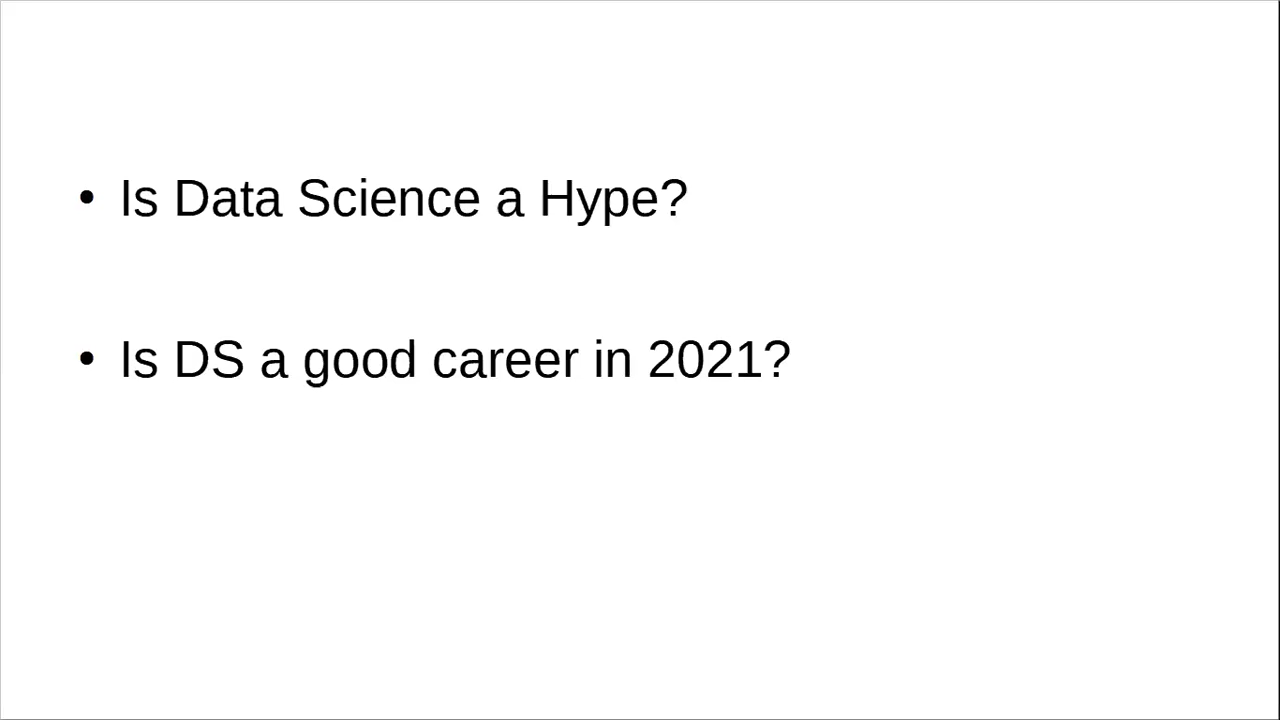 • Is Data Science a Hype?
• Is DS a good career in 2021?